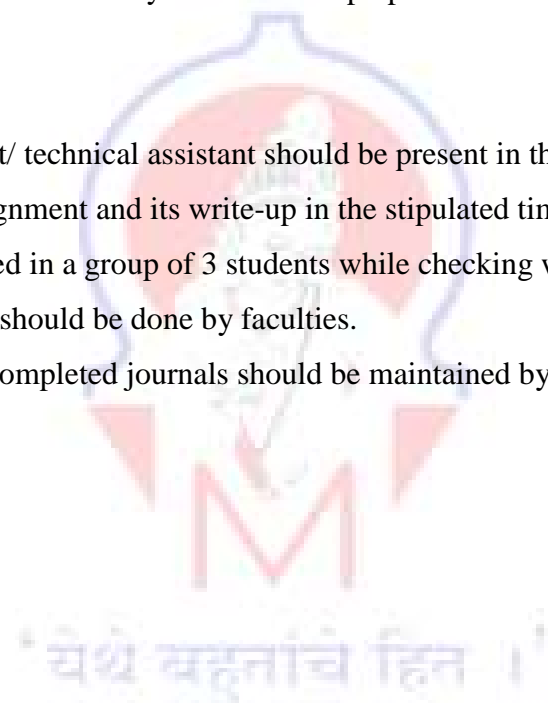 t/ technical assistant should be present in th
gnment and its write-up in the stipulated tim
ed in a group of 3 students while checking
should be done by faculties.
ompleted journals should be maintained by
' येथे बहुतांचे हित । '